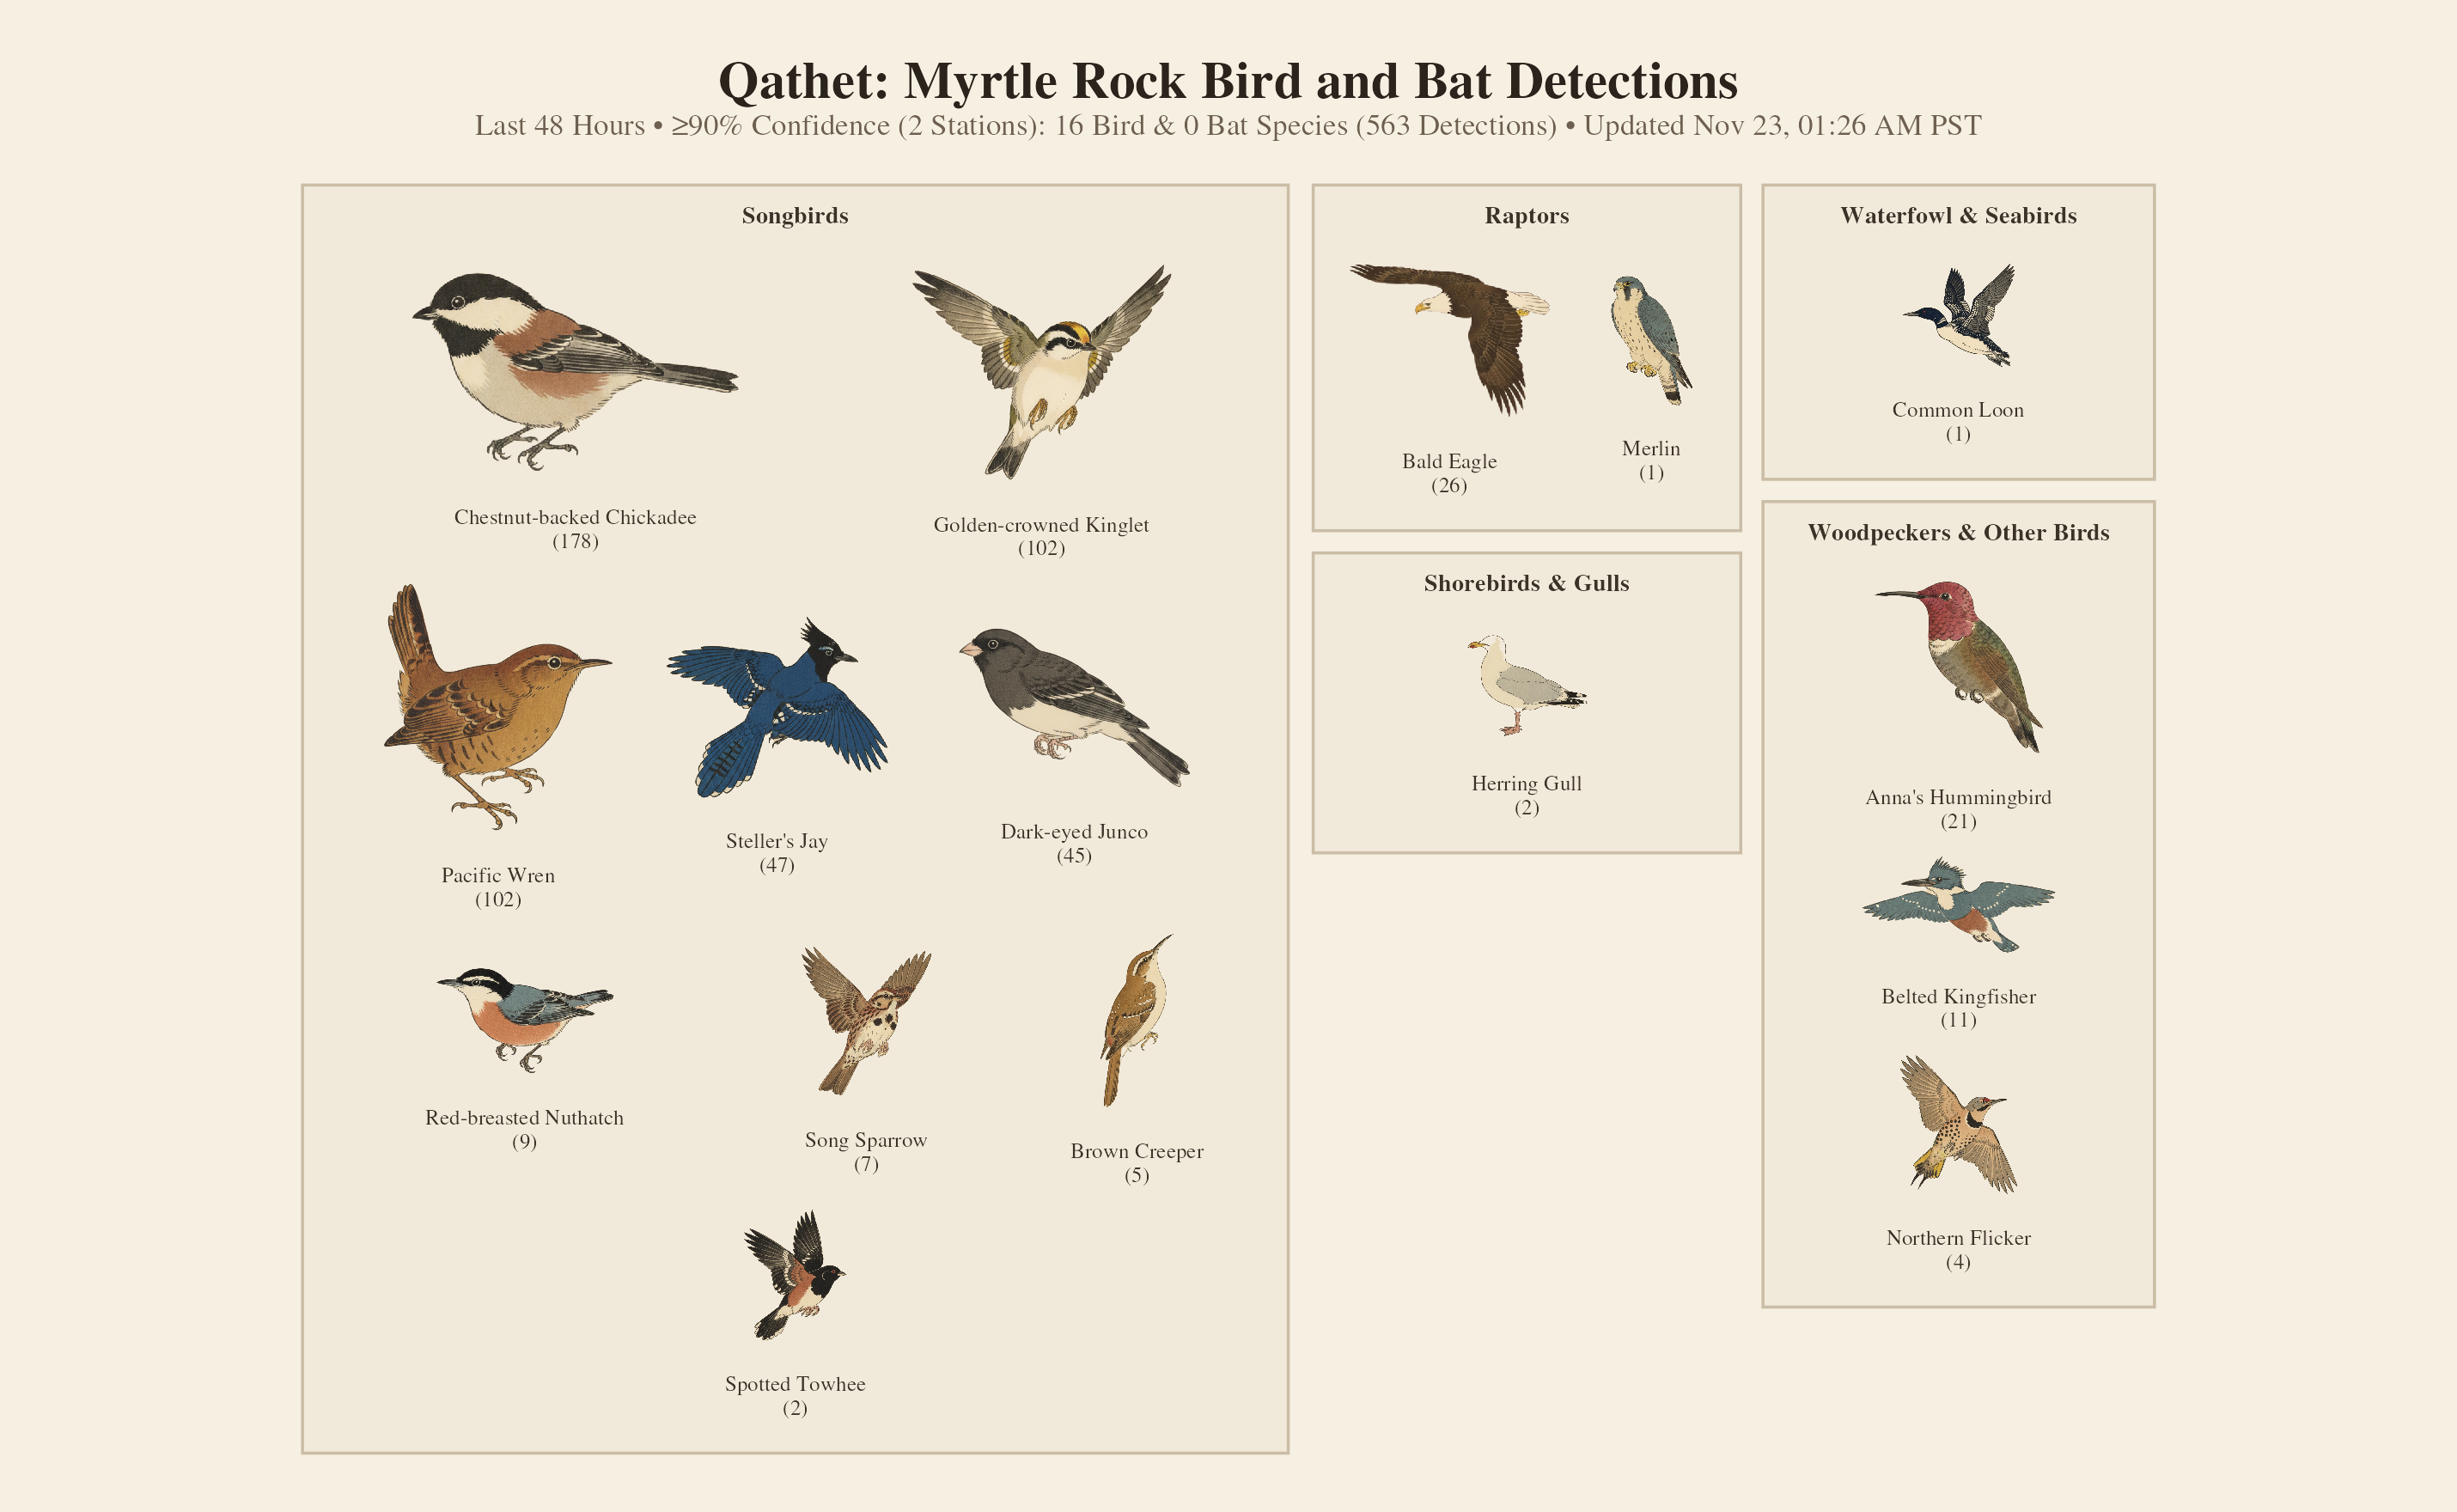 Qathet: Myrtle Rock Bird and Bat Detections
Last 48 Hours • ≥90% Confidence (2 Stations): 16 Bird & 0 Bat Species (563 Detections) • Updated Nov 23, 01:26 AM PST
Songbirds
Chestnut-backed Chickadee
(178)
Golden-crowned Kinglet
(102)
Pacific Wren
(102)
Steller's Jay
(47)
Dark-eyed Junco
(45)
Red-breasted Nuthatch
(9)
Song Sparrow
(7)
Brown Creeper
(5)
Spotted Towhee
(2)
Raptors
Bald Eagle
(26)
Merlin
(1)
Shorebirds & Gulls
Herring Gull
(2)
Waterfowl & Seabirds
Common Loon
(1)
Woodpeckers & Other Birds
Anna's Hummingbird
(21)
Belted Kingfisher
(11)
Northern Flicker
(4)